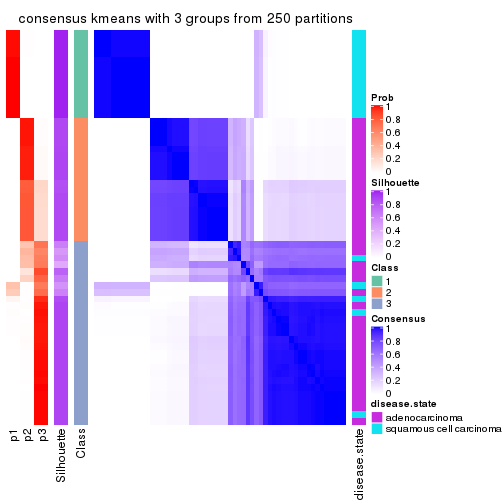 consensus kmeans with 3 groups from 250 partitions
Prob
1
0.8
0.6
0.4
0.2
0
Silhouette
1
0.8
0.6
0.4
0.2
0
Class
1
2
3
Consensus
1
0.8
0.6
0.4
0.2
0
disease.state
adenocarcinoma
squamous cell carcinoma
p1
p2
p3
Silhouette
Class
disease.state